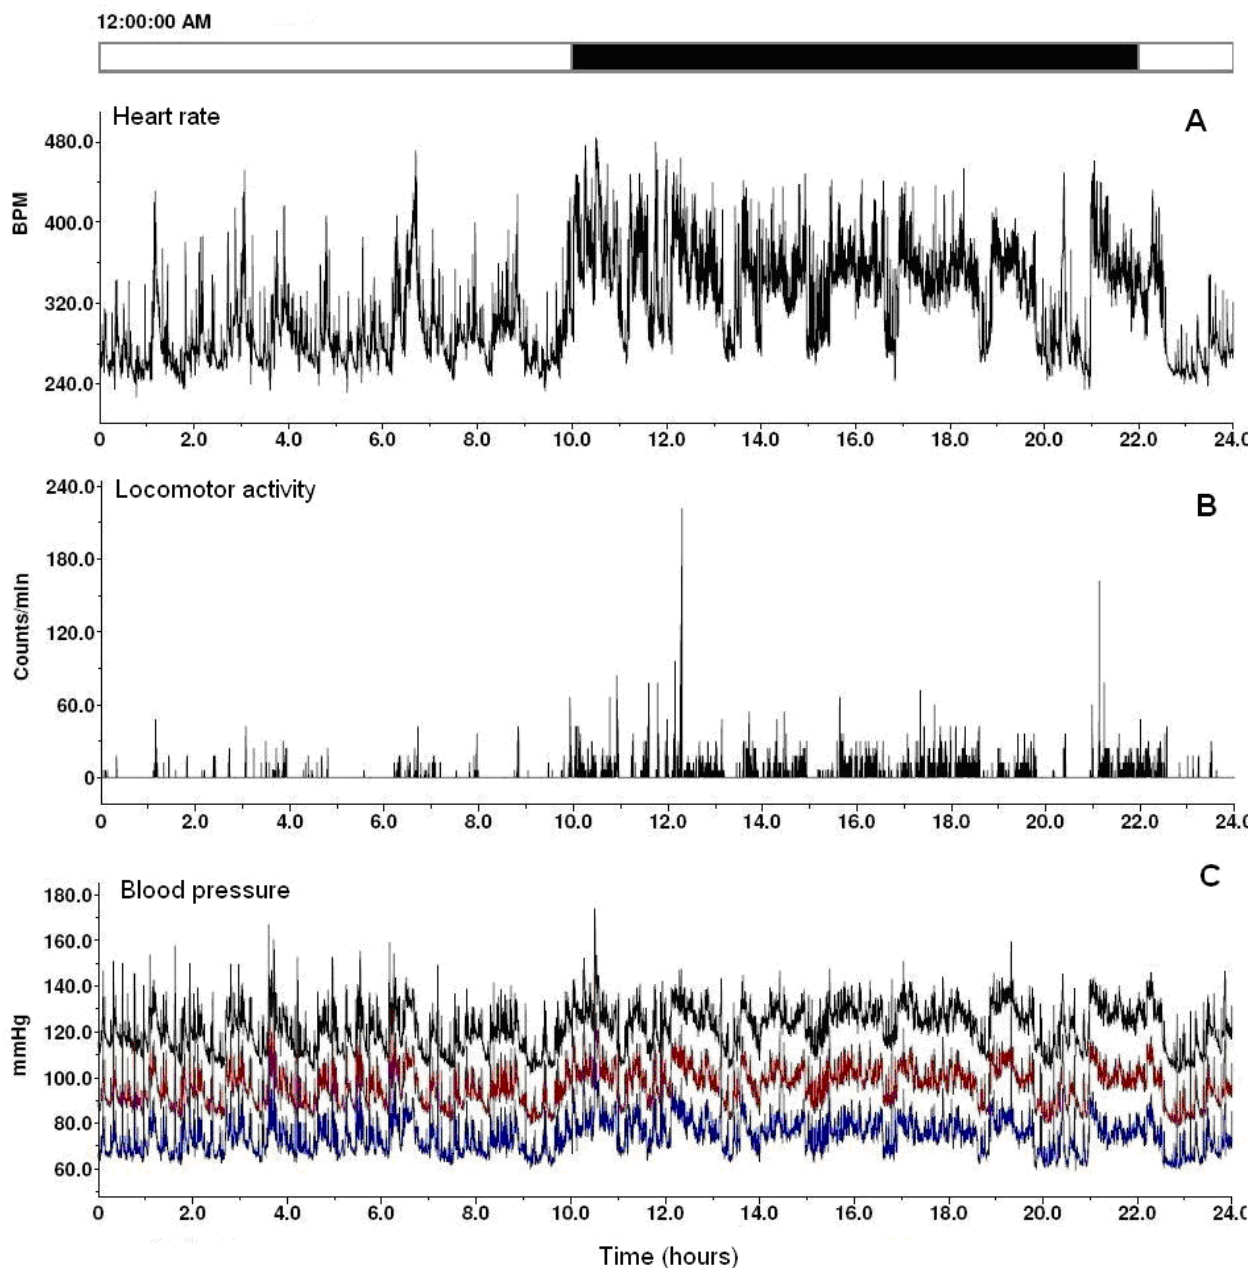 12:00:00 AM
Heart rate
A
BPM
480.0
400.0
320.0
240.0
0 2.0 4.0 6.0 8.0 10.0 12.0 14.0 16.0 18.0 20.0 22.0 24.0
Locomotor activity
B
Counts/min
240.0
180.0
120.0
60.0
0
0 2.0 4.0 6.0 8.0 10.0 12.0 14.0 16.0 18.0 20.0 22.0 24.0
Blood pressure
C
mmHg
180.0
160.0
140.0
120.0
100.0
80.0
60.0
0 2.0 4.0 6.0 8.0 10.0 12.0 14.0 16.0 18.0 20.0 22.0 24.0
Time (hours)